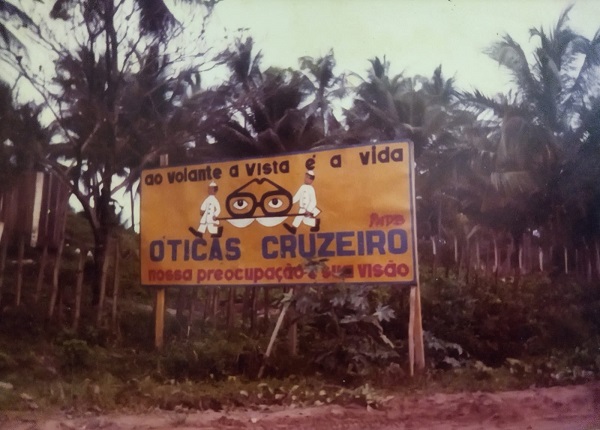 ao volante a vista é a vida
ÓTICAS CRUZEIRO
nossa preocupação é sua visão